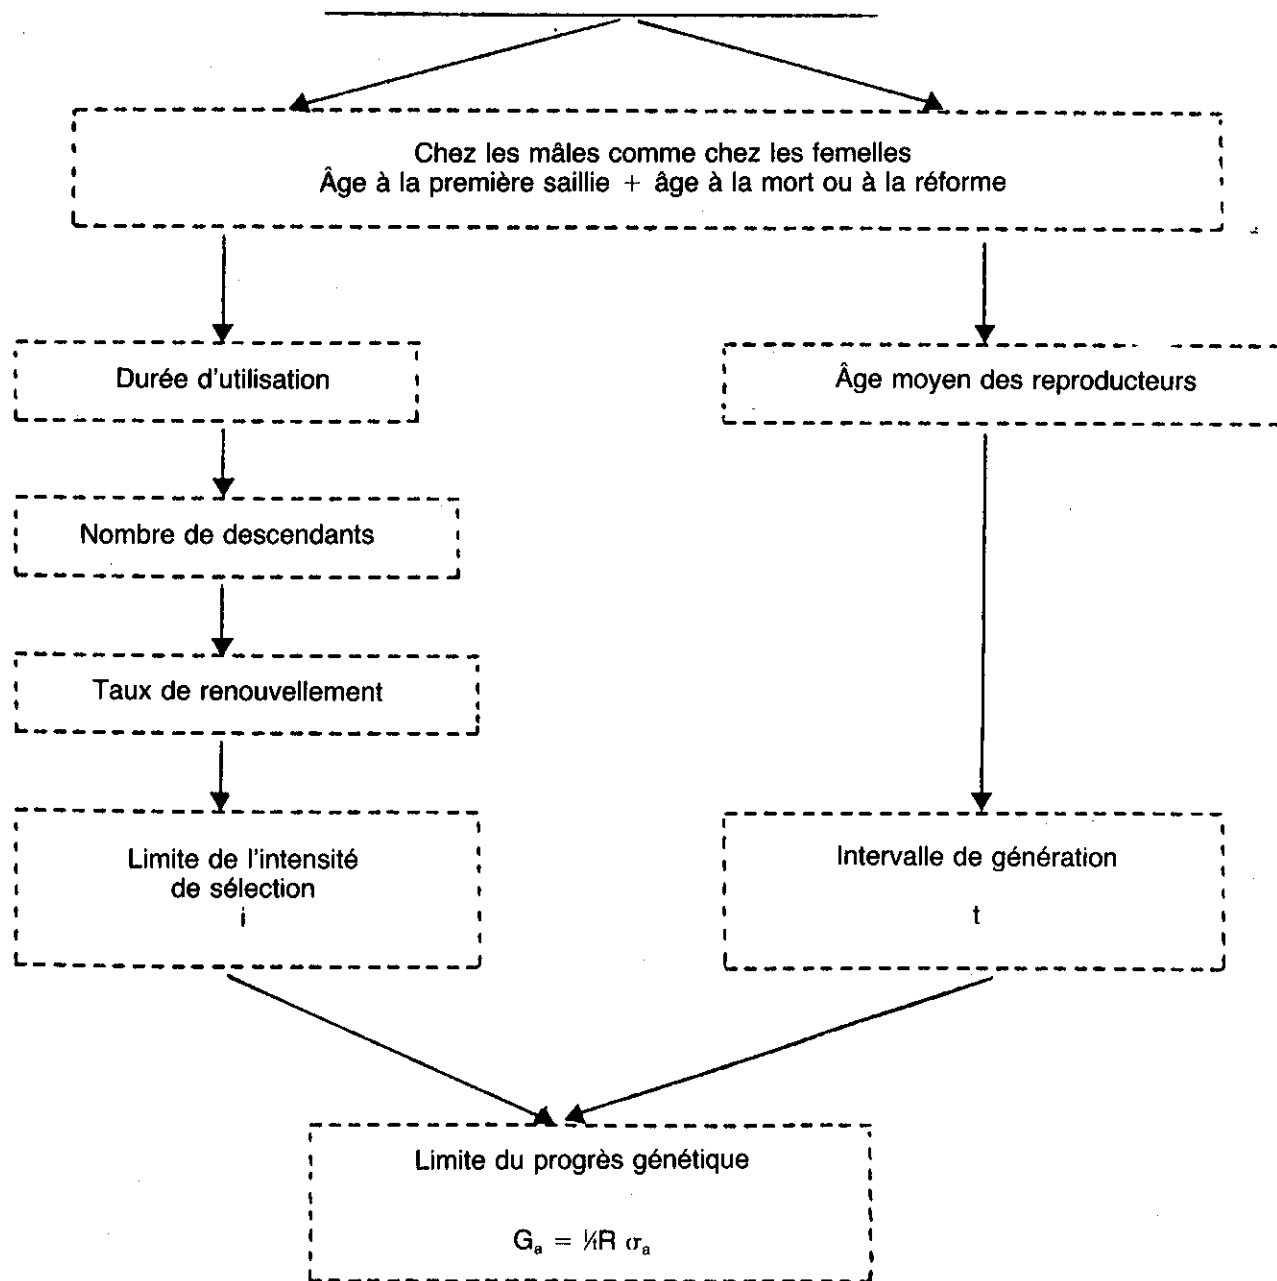 Chez les mâles comme chez les femelles
Âge à la première saillie + âge à la mort ou à la réforme
Durée d'utilisation
Âge moyen des reproducteurs
Nombre de descendants
Taux de renouvellement
Limite de l'intensité
de sélection
i
Intervalle de génération
t
Limite du progrès génétique
Gₐ = i/t R σₐ